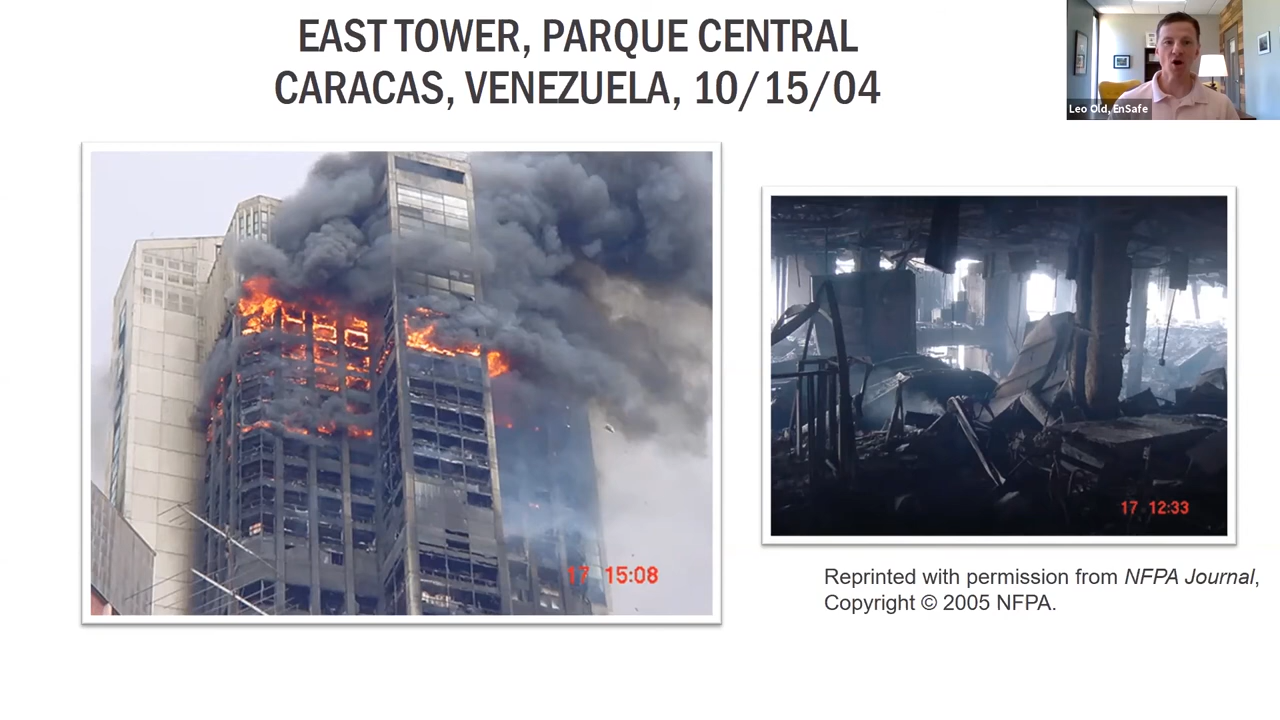 EAST TOWER, PARQUE CENTRAL
CARACAS, VENEZUELA, 10/15/04
Leo Old, EnSafe
17 15:08
17 12:33
Reprinted with permission from NFPA Journal,
Copyright © 2005 NFPA.